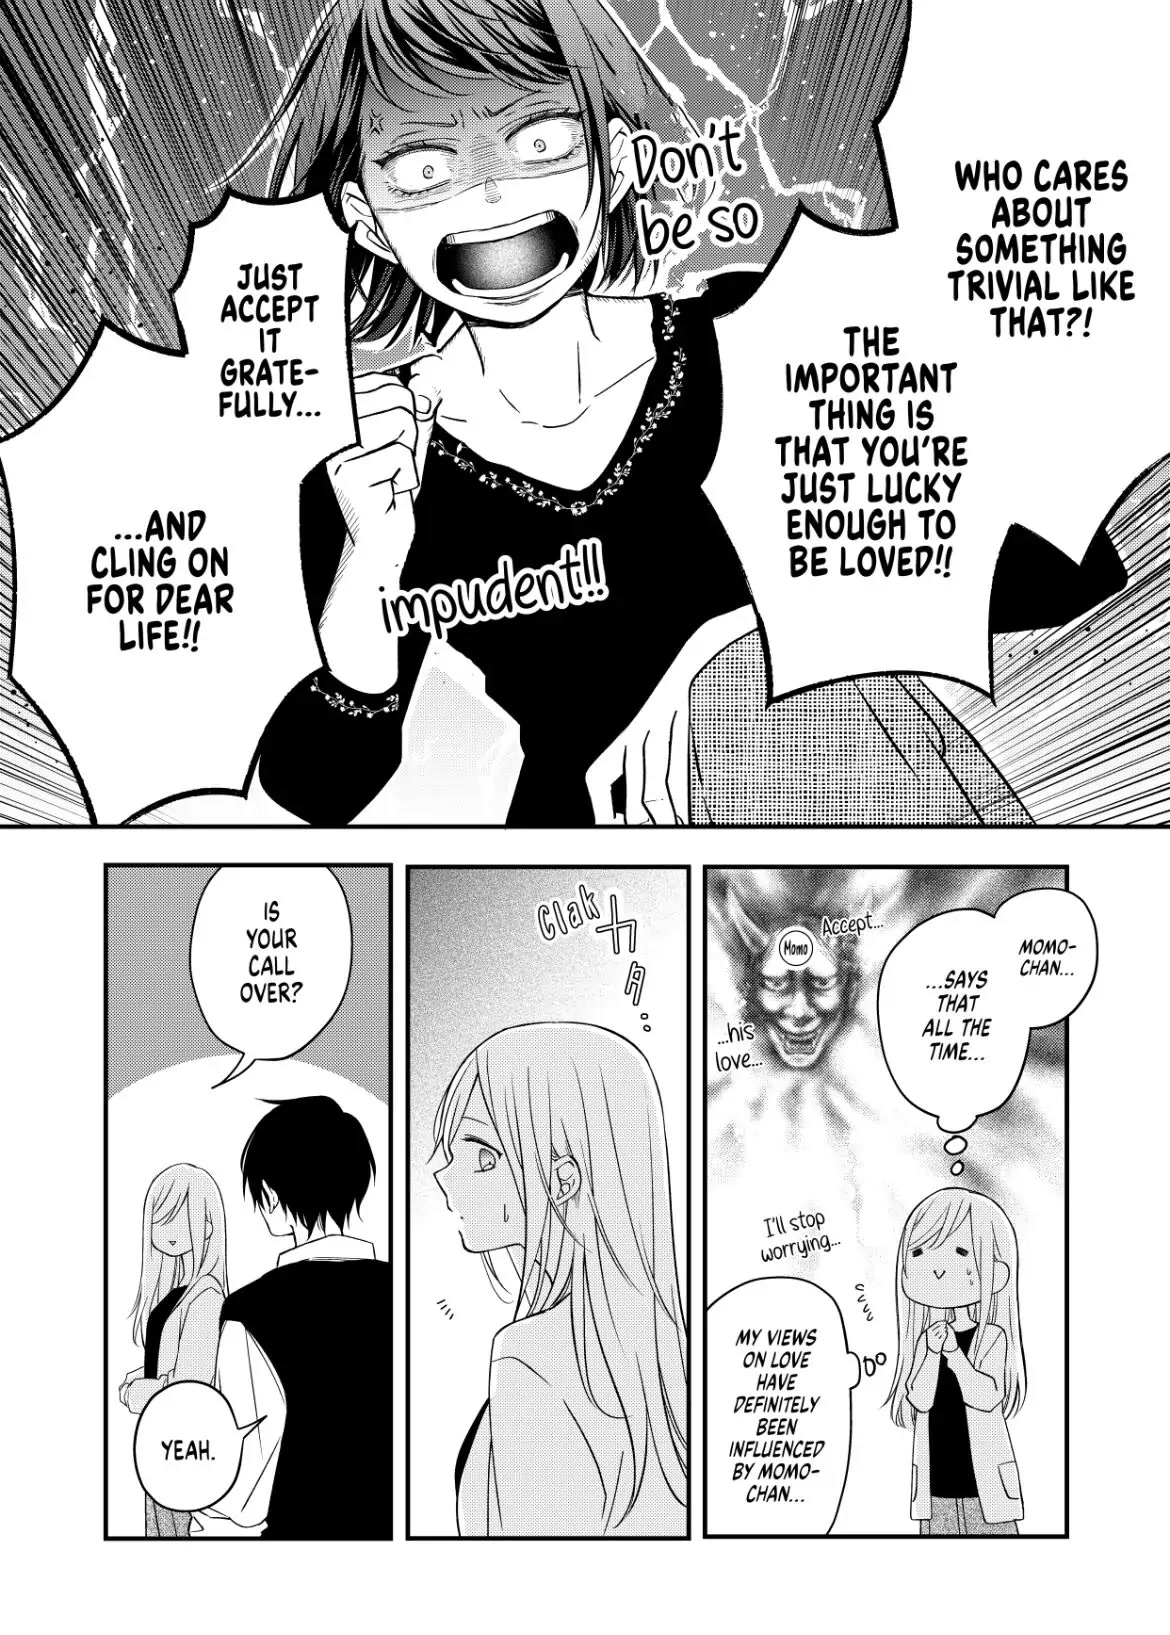 WHO CARES
ABOUT
SOMETHING
TRIVIAL LIKE
THAT?!
THE
IMPORTANT
THING IS
THAT YOU'RE
JUST LUCKY
ENOUGH TO
BE LOVED!!
Don't
be so
impudent!!
JUST
ACCEPT
IT
GRATE-
FULLY...
...AND
CLING ON
FOR DEAR
LIFE!!
MOMO-
CHAN...
...SAYS
THAT
ALL THE
TIME...
Momo
Accept...
...his
love...
I'll stop
worrying...
MY VIEWS
ON LOVE
HAVE
DEFINITELY
BEEN
INFLUENCED
BY MOMO-
CHAN...
Clak
カタ..
IS
YOUR
CALL
OVER?
YEAH.